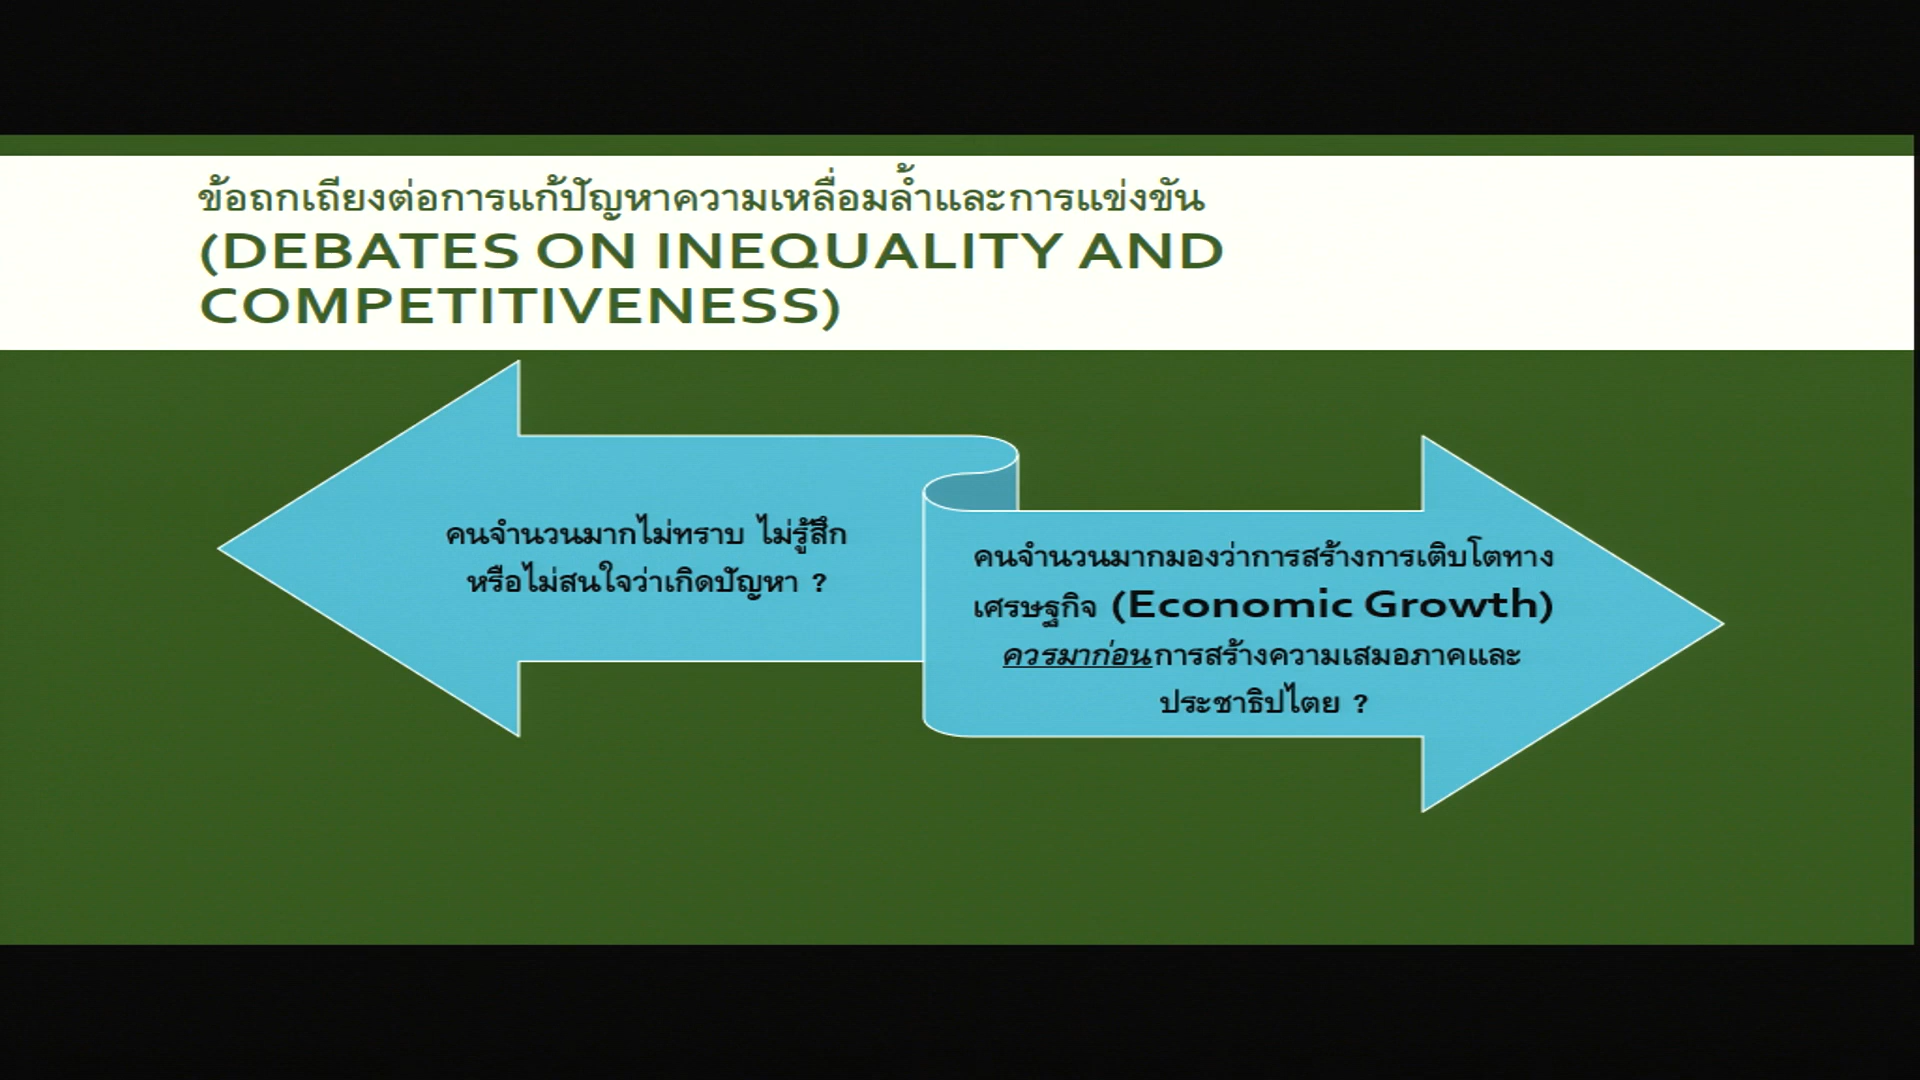 ข้อถกเถียงต่อการแก้ปัญหาความเหลื่อมล้ำและการแข่งขัน
(DEBATES ON INEQUALITY AND
COMPETITIVENESS)
คนจำนวนมากไม่ทราบ ไม่รู้สึก
หรือไม่สนใจว่าเกิดปัญหา ?
คนจำนวนมากมองว่าการสร้างการเติบโตทาง
เศรษฐกิจ (Economic Growth)
ควรมาก่อนการสร้างความเสมอภาคและ
ประชาธิปไตย ?